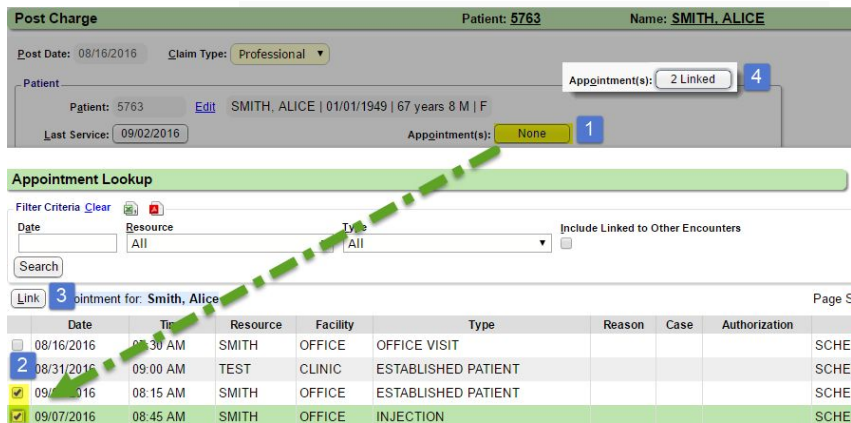 Post Charge Patient: 5763 Name: SMITH, ALICE
Post Date: 08/16/2016 Claim Type: Professional
Appointment(s): 2 Linked 4
Patient
Patient: 5763 Edit SMITH, ALICE | 01/01/1949 | 67 years 8 M | F
Last Service: 09/02/2016 Appointment(s): None 1
Appointment Lookup
Filter Criteria Clear
Date Resource Type Include Linked to Other Encounters
All All
Search
Link 3 ointment for: Smith, Alice Page S
Date Resource Facility Type Reason Case Authorization
08/16/2016 AM SMITH OFFICE OFFICE VISIT SCHE
2 08/31/2016 09:00 AM TEST CLINIC ESTABLISHED PATIENT SCHE
08:15 AM SMITH OFFICE ESTABLISHED PATIENT SCHE
09/07/2016 08:45 AM SMITH OFFICE INJECTION SCHE